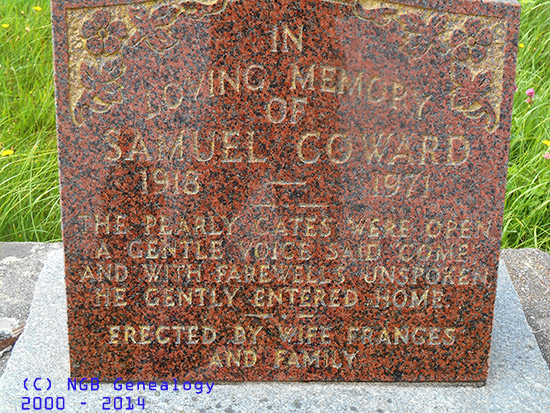 IN
LOVING MEMORY
OF
SAMUEL COWARD
1918 — 1971
THE PEARLY GATES WERE OPEN
A GENTLE VOICE SAID COME
AND WITH FAREWELLS UNSPOKEN
HE GENTLY ENTERED HOME
ERECTED BY WIFE FRANCES
AND FAMILY
(C) NGB Genealogy
2000 - 2014